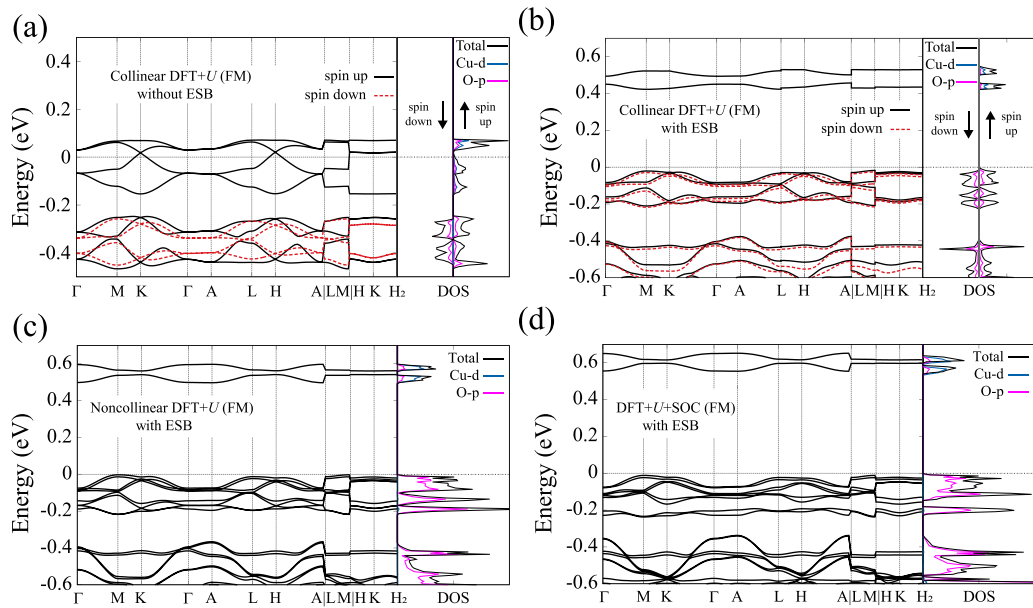 (a)
Energy (eV)
0.4
0.2
0
-0.2
-0.4
Collinear DFT+U (FM)
without ESB
spin up
spin down
Total
Cu-d
O-p
spin
down
spin
up
Γ M K Γ A L H A|LM|H K H₂ DOS
(b)
Energy (eV)
0.6
0.4
0.2
0
-0.2
-0.4
-0.6
Collinear DFT+U (FM)
with ESB
spin up
spin down
Total
Cu-d
O-p
spin
down
spin
up
Γ M K Γ A L H A|L M|H K H₂ DOS
(c)
Energy (eV)
0.6
0.4
0.2
0
-0.2
-0.4
-0.6
Noncollinear DFT+U (FM)
with ESB
Total
Cu-d
O-p
Γ M K Γ A L H A|LM|H K H₂ DOS
(d)
Energy (eV)
0.6
0.4
0.2
0
-0.2
-0.4
-0.6
DFT+U+SOC (FM)
with ESB
Total
Cu-d
O-p
Γ M K Γ A L H A|L M|H K H₂ DOS